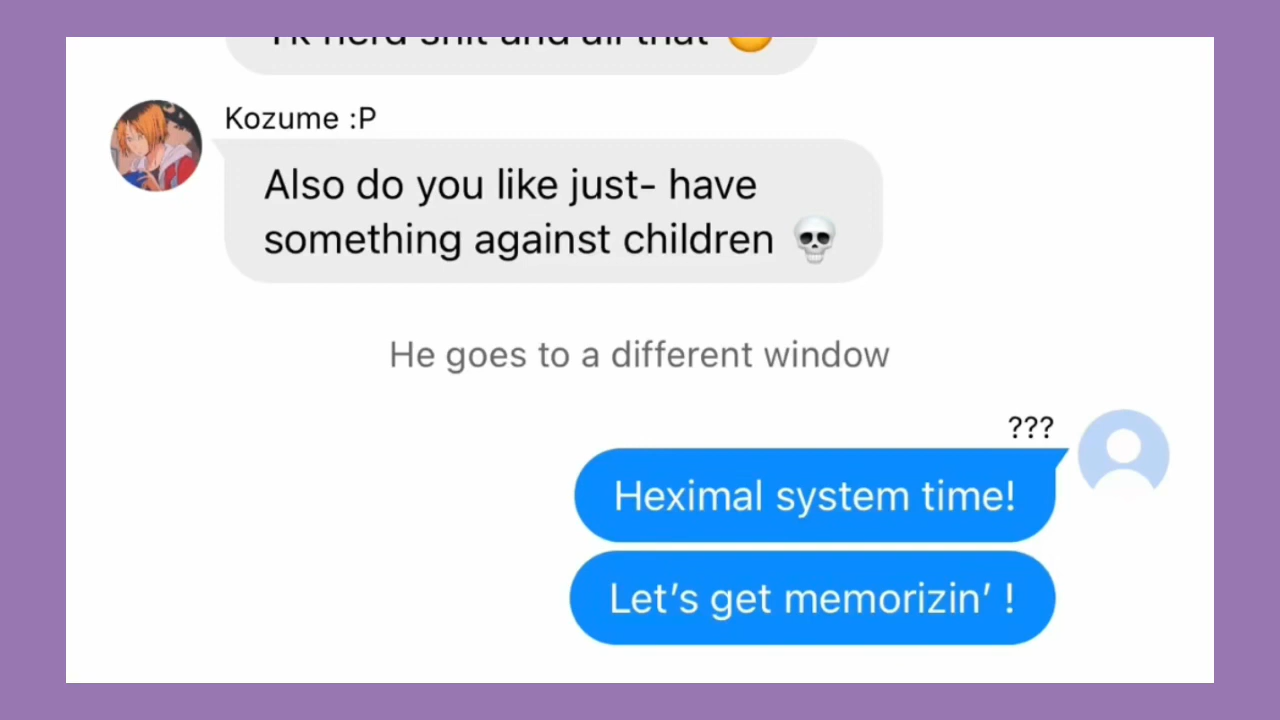 I'k nerd shit and all that
Kozume :P
Also do you like just- have
something against children 💀
He goes to a different window
???
Heximal system time!
Let's get memorizin' !